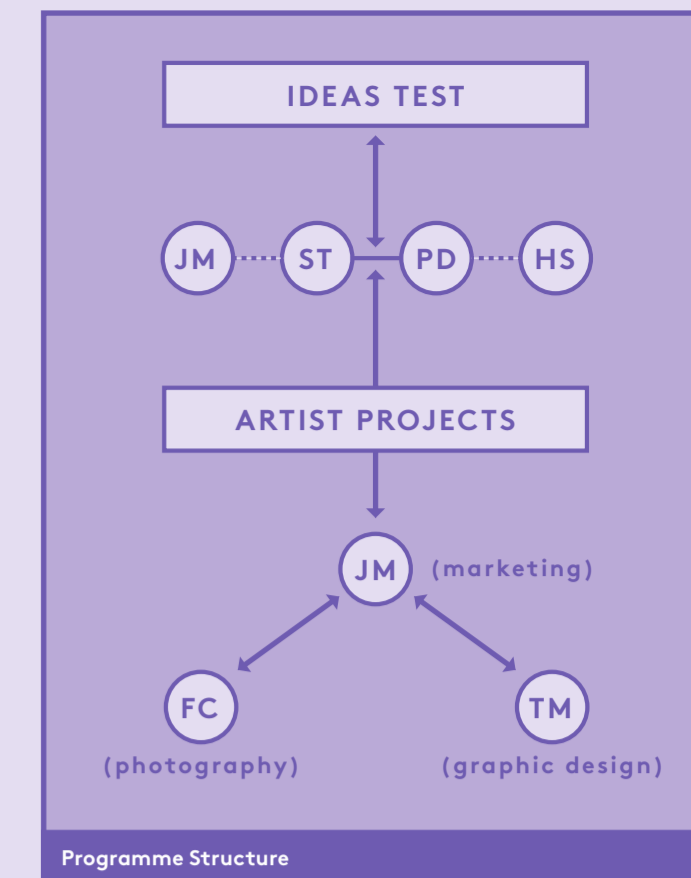 IDEAS TEST
JM ST PD HS
ARTIST PROJECTS
JM (marketing)
FC TM
(photography) (graphic design)
Programme Structure